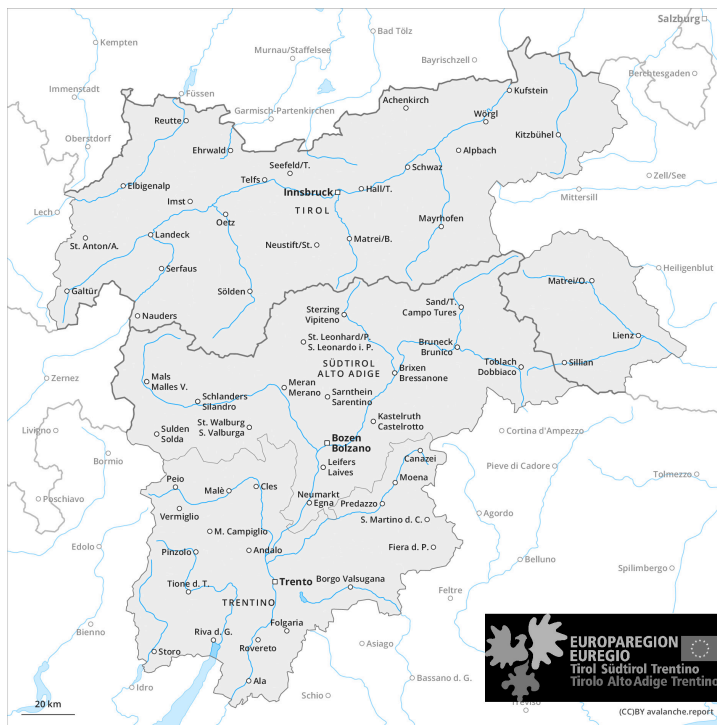 Salzburg
Bad Tölz
Kempten
Murnau/Staffelsee
Bayrischzell
Berchtesgaden
Immenstadt
Füssen
Kufstein
Achenkirch
Garmisch-Partenkirchen
Reutte
Wörgl
Oberstdorf
Kitzbühel
Ehrwald
Alpbach
Seefeld/T.
Schwaz
Telfs
Zell/See
Elbigenalp
Innsbruck
Hall/T.
Mittersill
Imst
TIROL
Lech
Oetz
Mayrhofen
Landeck
Matrei/B.
St. Anton/A.
Neustift/St.
Serfaus
Heiligenblut
Matrei/O.
Galtür
Sölden
Sand/T.
Campo Tures
Sterzing
Vipiteno
Nauders
Lienz
St. Leonhard/P.
S. Leonardo i. P.
Bruneck
Brunico
SÜDTIROL
ALTO ADIGE
Toblach
Dobbiaco
Sillian
Brixen
Bressanone
Zernez
Mals
Malles V.
Meran
Merano
Schlanders
Silandro
Sarnthein
Sarentino
Kastelruth
Castelrotto
St. Walburg
S. Valburga
Livigno
Sulden
Solda
Cortina d'Ampezzo
Bozen
Bolzano
Bormio
Canazei
Leifers
Laives
Pieve di Cadore
Tolmezzo
Peio
Moena
Malè
Cles
Poschiavo
Neumarkt
Egna
Predazzo
Vermiglio
S. Martino d. C.
Agordo
M. Campiglio
Edolo
Pinzolo
Andalo
Fiera d. P.
Belluno
Spilimbergo
Tione d. T.
Trento
Borgo Valsugana
Feltre
TRENTINO
Folgaria
Bienno
Riva d. G.
Rovereto
Asiago
EUROPAREGION
EUREGIO
Tirol Südtirol Trentino
Tirolo Alto Adige Trentino
Storo
Ala
Bassano d. G.
Idro
Schio
Treviso
20 km
(CC)BY avalanche.report